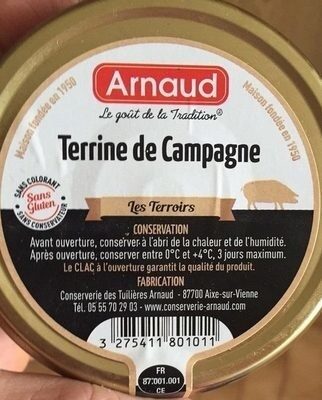 Arnaud
Le goût de la Tradition®
Maison fondée en 1950
Maison fondée en 1950
Terrine de Campagne
SANS COLORANT
Sans
Gluten
SANS CONSERVATEUR
Les Terroirs
CONSERVATION
Avant ouverture, conserver à l'abri de la chaleur et de l'humidité.
Après ouverture, conserver entre 0°C et +4°C, 3 jours maximum.
Le CLAC à l'ouverture garantit la qualité du produit.
FABRICATION
Conserverie des Tuilières Arnaud - 87700 Aixe-sur-Vienne
Tél. 05 55 70 29 03 - www.conserverie-arnaud.com
3 275411 801011
FR
87.001.001
CE